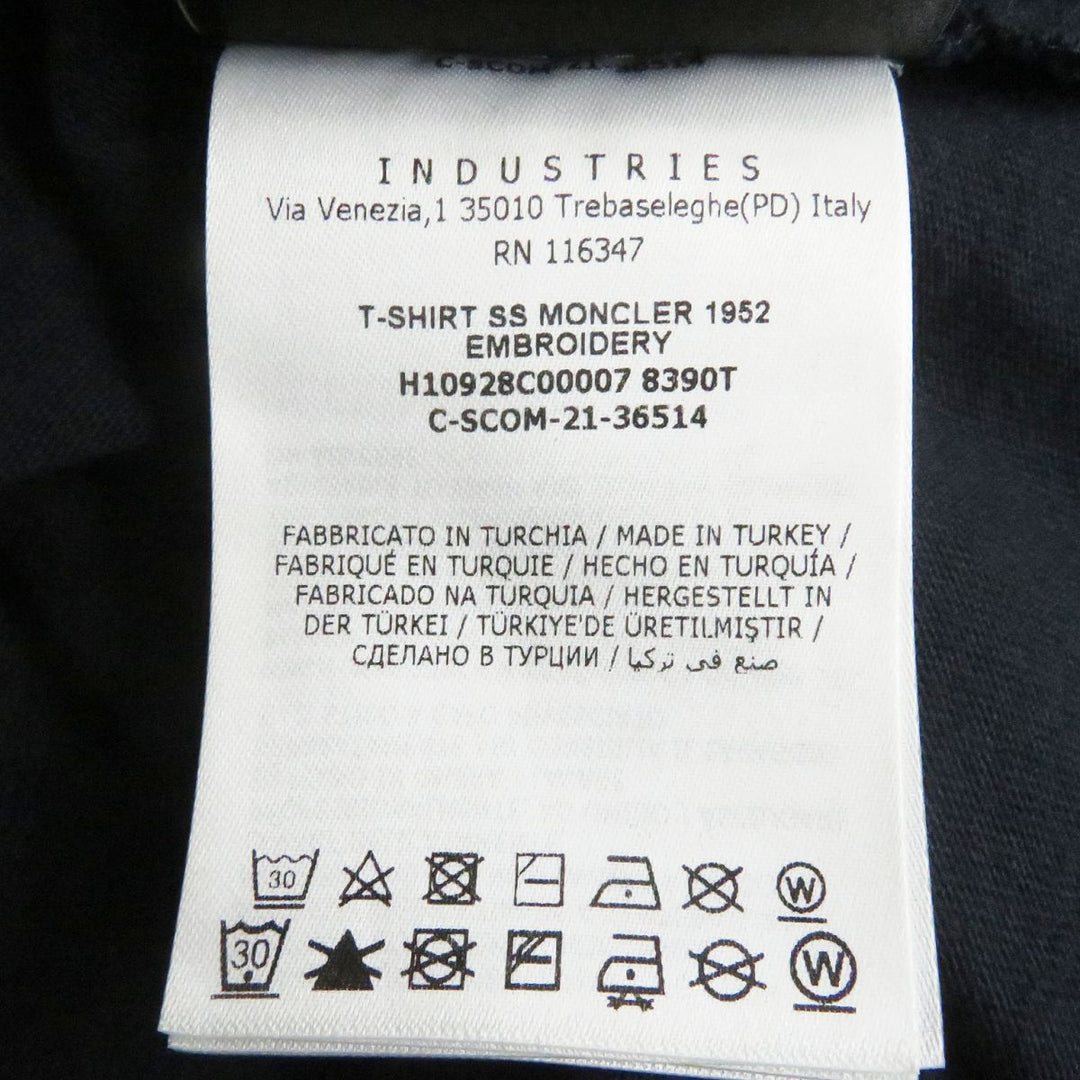 INDUSTRIES
Via Venezia,1 35010 Trebaseleghe(PD) Italy
RN 116347
T-SHIRT SS MONCLER 1952
EMBROIDERY
H10928C00007 8390T
C-SCOM-21-36514
FABBRICATO IN TURCHIA / MADE IN TURKEY /
FABRIQUÉ EN TURQUIE / HECHO EN TURQUÍA /
FABRICADO NA TURQUIA / HERGESTELLT IN
DER TÜRKEI / TÜRKIYE'DE ÜRETILMIŞTIR /
СДЕЛАНО В ТУРЦИИ / صنع في تركيا
30 W
30 W